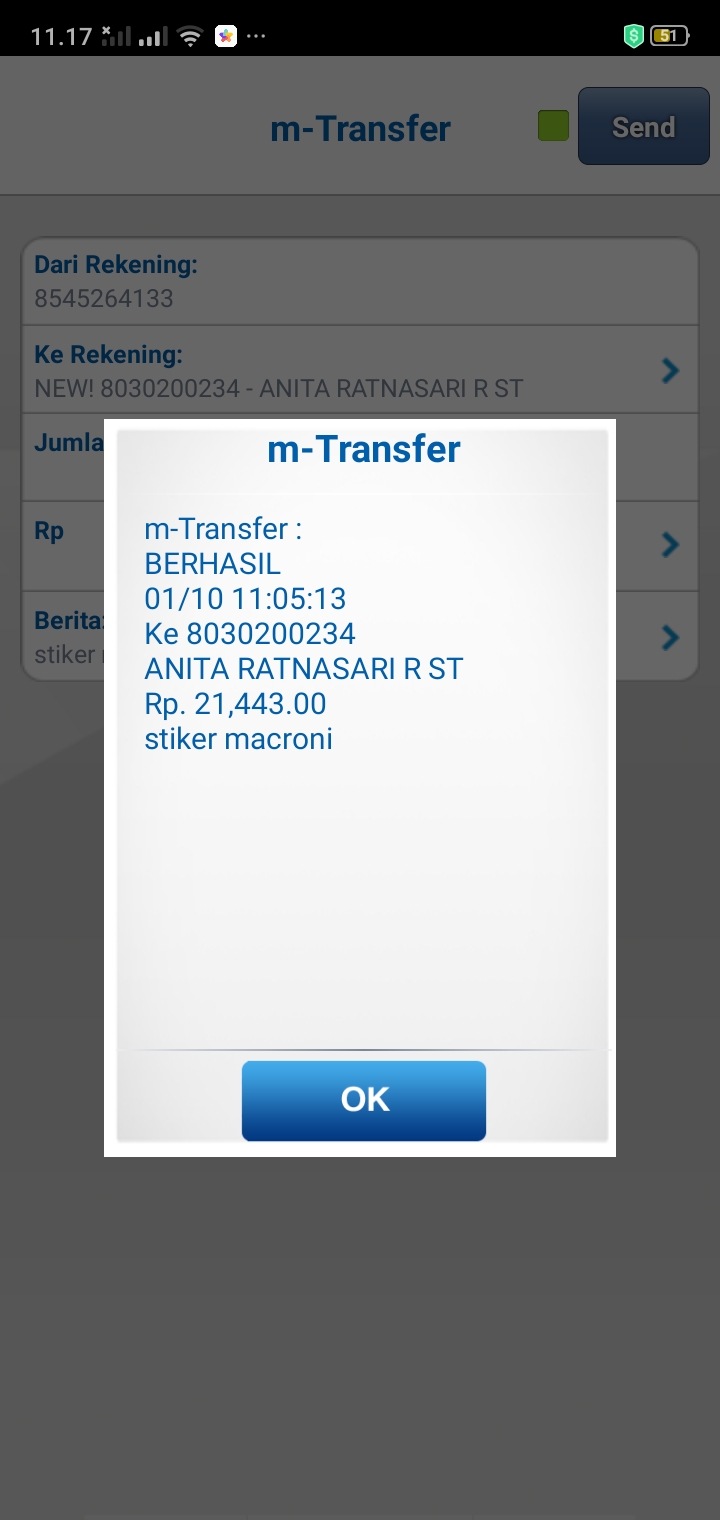 11.17
51
m-Transfer
Send
Dari Rekening:
8545264133
Ke Rekening:
NEW! 8030200234 - ANITA RATNASARI R ST
Jumla
Rp
Berita:
stiker
m-Transfer
m-Transfer :
BERHASIL
01/10 11:05:13
Ke 8030200234
ANITA RATNASARI R ST
Rp. 21,443.00
stiker macroni
OK